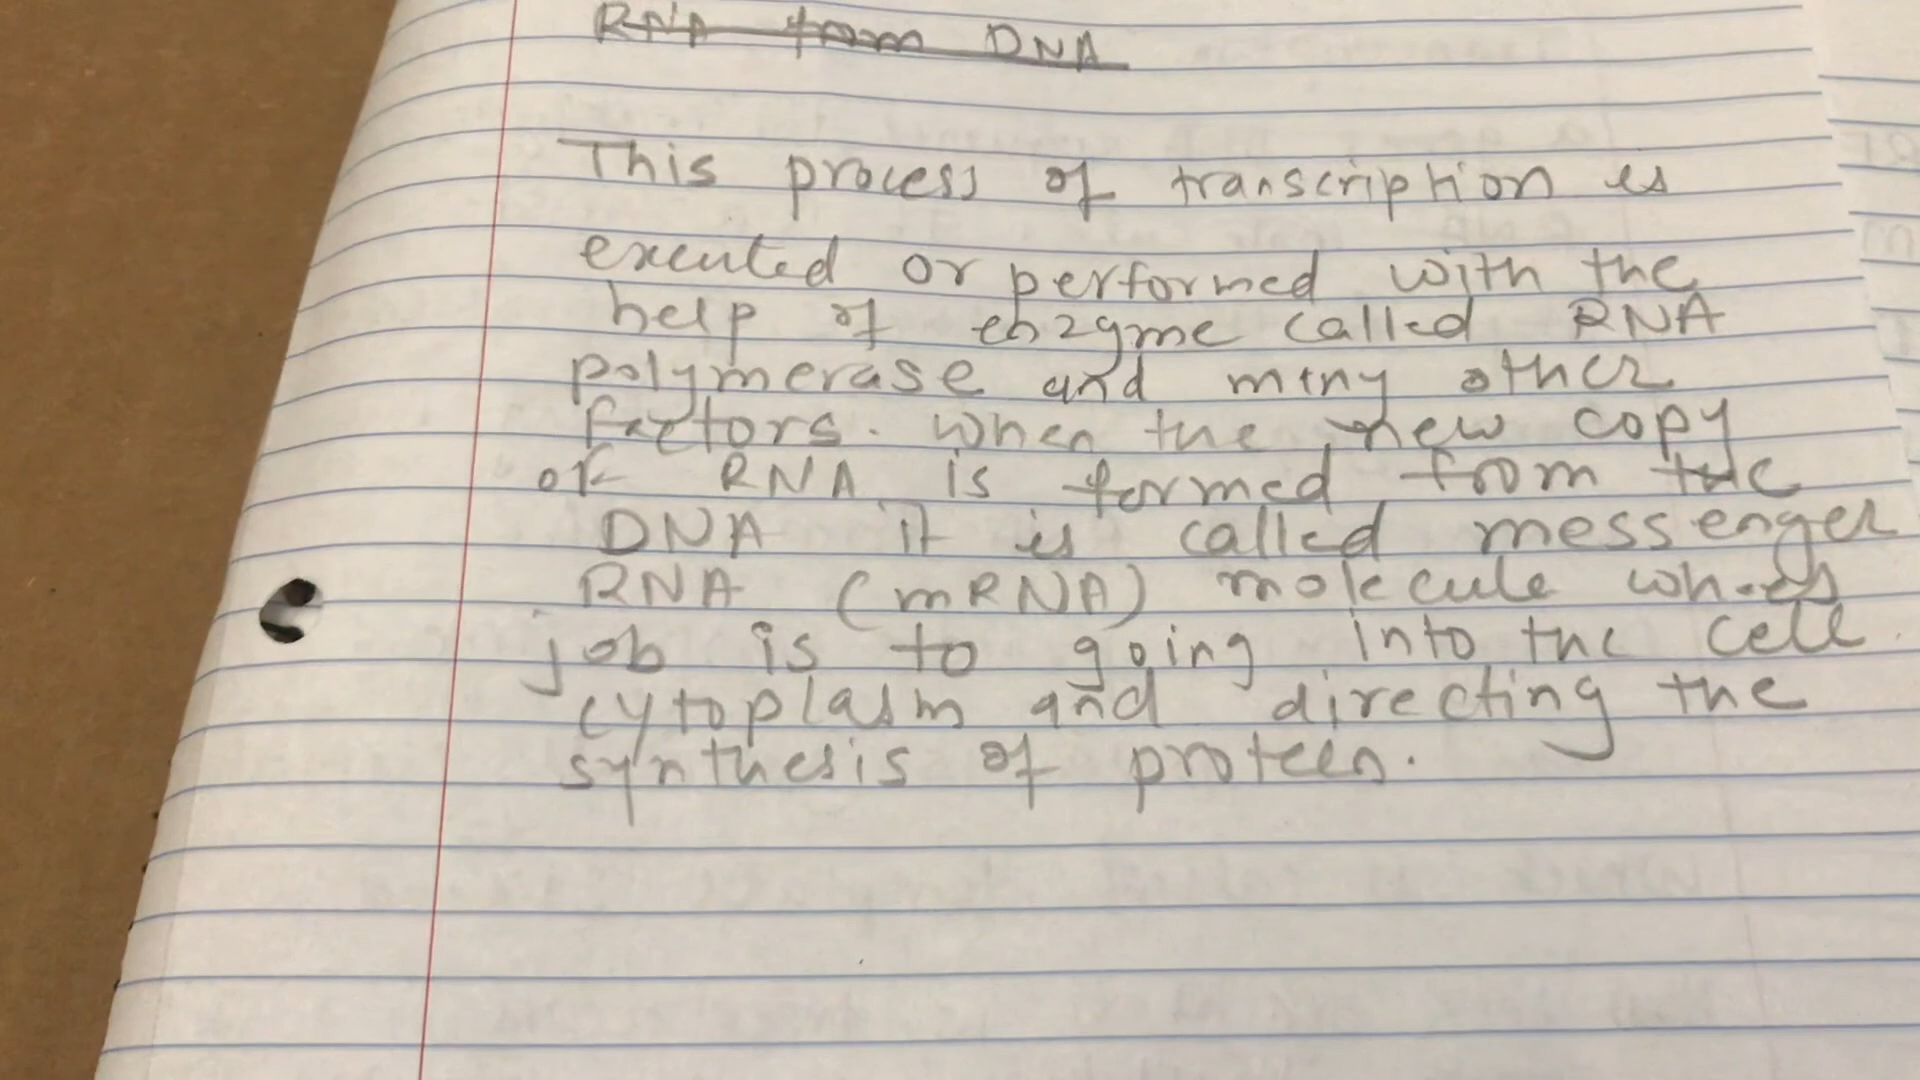 RNA from DNA
This process of transcription is
executed or performed with the
help of enzyme called RNA
polymerase and many other
factors. when the new copy
of RNA is formed from the
DNA it is called messenger
RNA (mRNA) molecule
job is to going into the cell
cytoplasm and directing the
synthesis of protein.